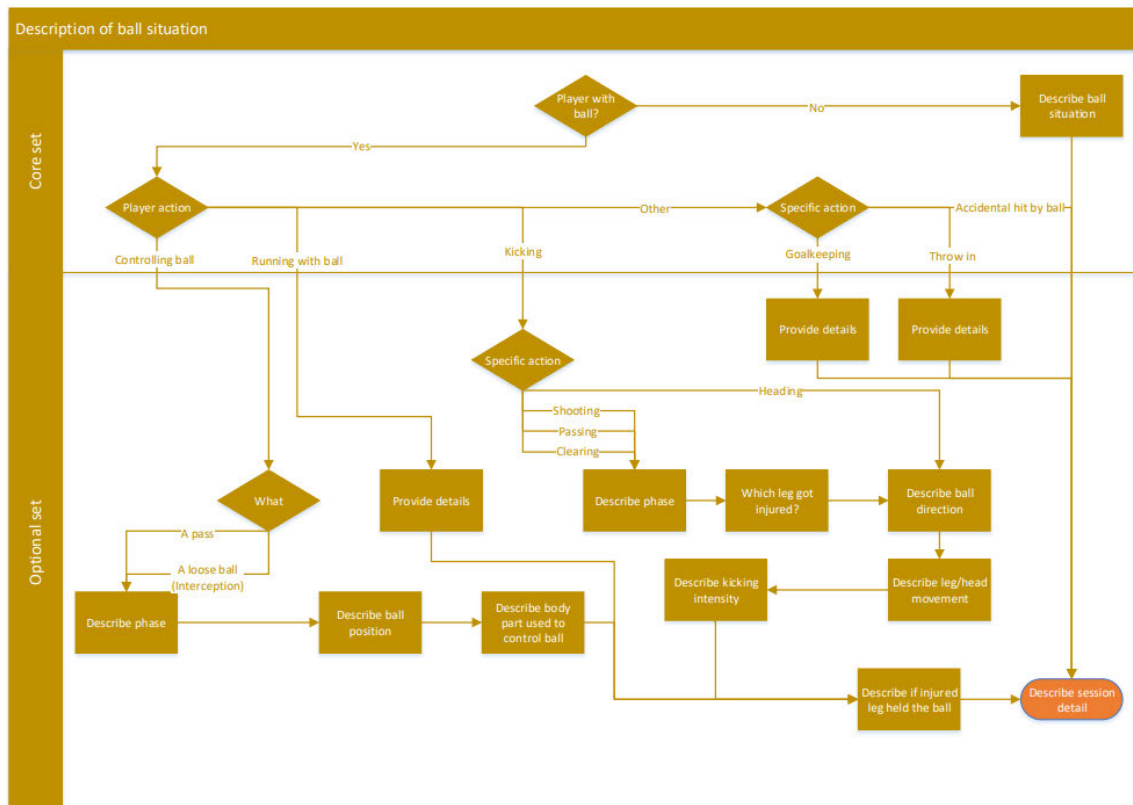 Description of ball situation
Core set
Player with
ball?
No
Describe ball
situation
Yes
Player action
Other
Specific action
Accidental hit by ball
Controlling ball
Running with ball
Kicking
Goalkeeping
Throw in
Optional set
Provide details
Provide details
Specific action
Heading
Shooting
Passing
Clearing
What
Provide details
Describe phase
Which leg got
injured?
Describe ball
direction
A pass
A loose ball
(Interception)
Describe kicking
intensity
Describe leg/head
movement
Describe phase
Describe ball
position
Describe body
part used to
control ball
Describe if injured
leg held the ball
Describe session
detail